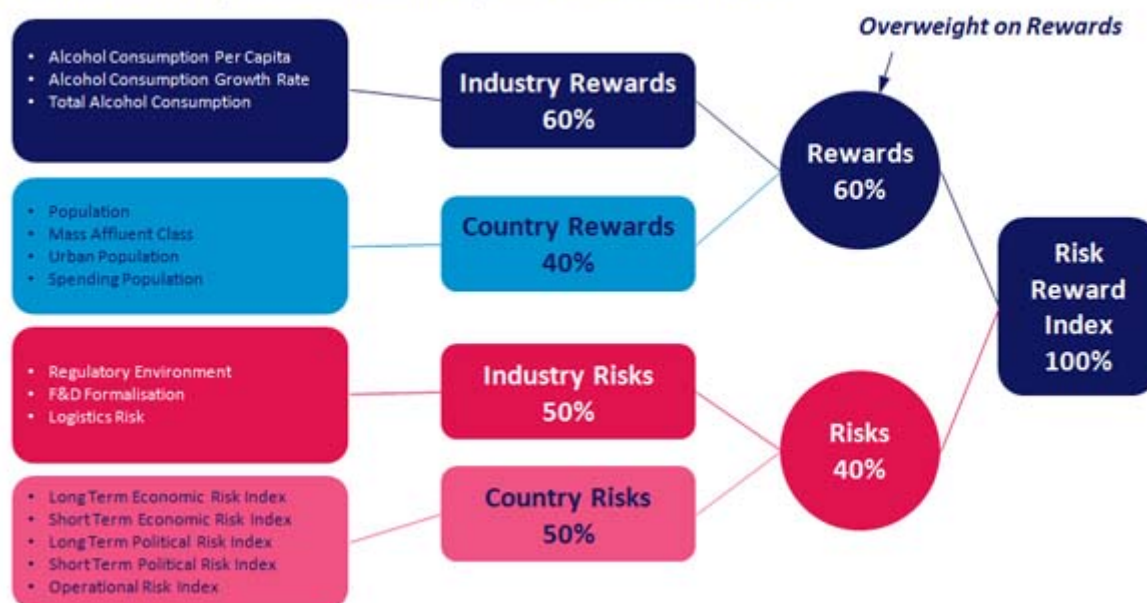 Overweight on Rewards
• Alcohol Consumption Per Capita
• Alcohol Consumption Growth Rate
• Total Alcohol Consumption
Industry Rewards
60%
Rewards
60%
• Population
• Mass Affluent Class
• Urban Population
• Spending Population
Country Rewards
40%
Risk
Reward
Index
100%
• Regulatory Environment
• F&D Formalisation
• Logistics Risk
Industry Risks
50%
Risks
40%
• Long Term Economic Risk Index
• Short Term Economic Risk Index
• Long Term Political Risk Index
• Short Term Political Risk Index
• Operational Risk Index
Country Risks
50%